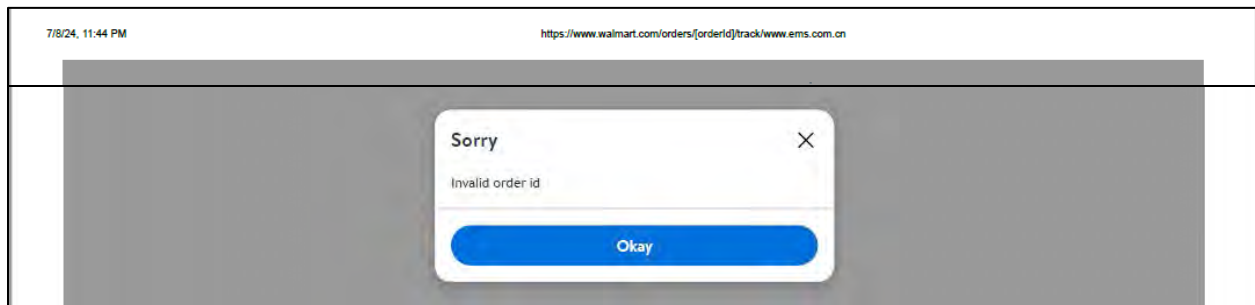 7/8/24, 11:44 PM https://www.walmart.com/orders/[orderId]/track/www.ems.com.cn
Sorry
Invalid order id
Okay